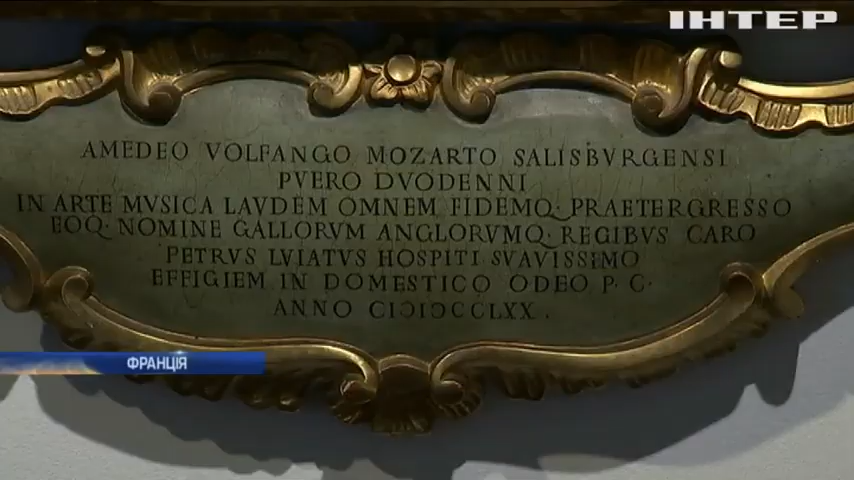 ІНТЕР
AMEDEO VOLFANGO MOZARTO SALISBVRGENSI
PVERO DVODENNI
IN ARTE MVSICA LAVDEM OMNEM FIDEMQ· PRAETERGRESSO
EOQ· NOMINE GALLORVM ANGLORVMQ· REGIBVS CARO
PETRVS LVIATVS HOSPITI SVAVISSIMO
EFFIGIEM IN DOMESTICO ODEO P· C·
ANNO CIↃIↃCCLXX.
ФРАНЦІЯ